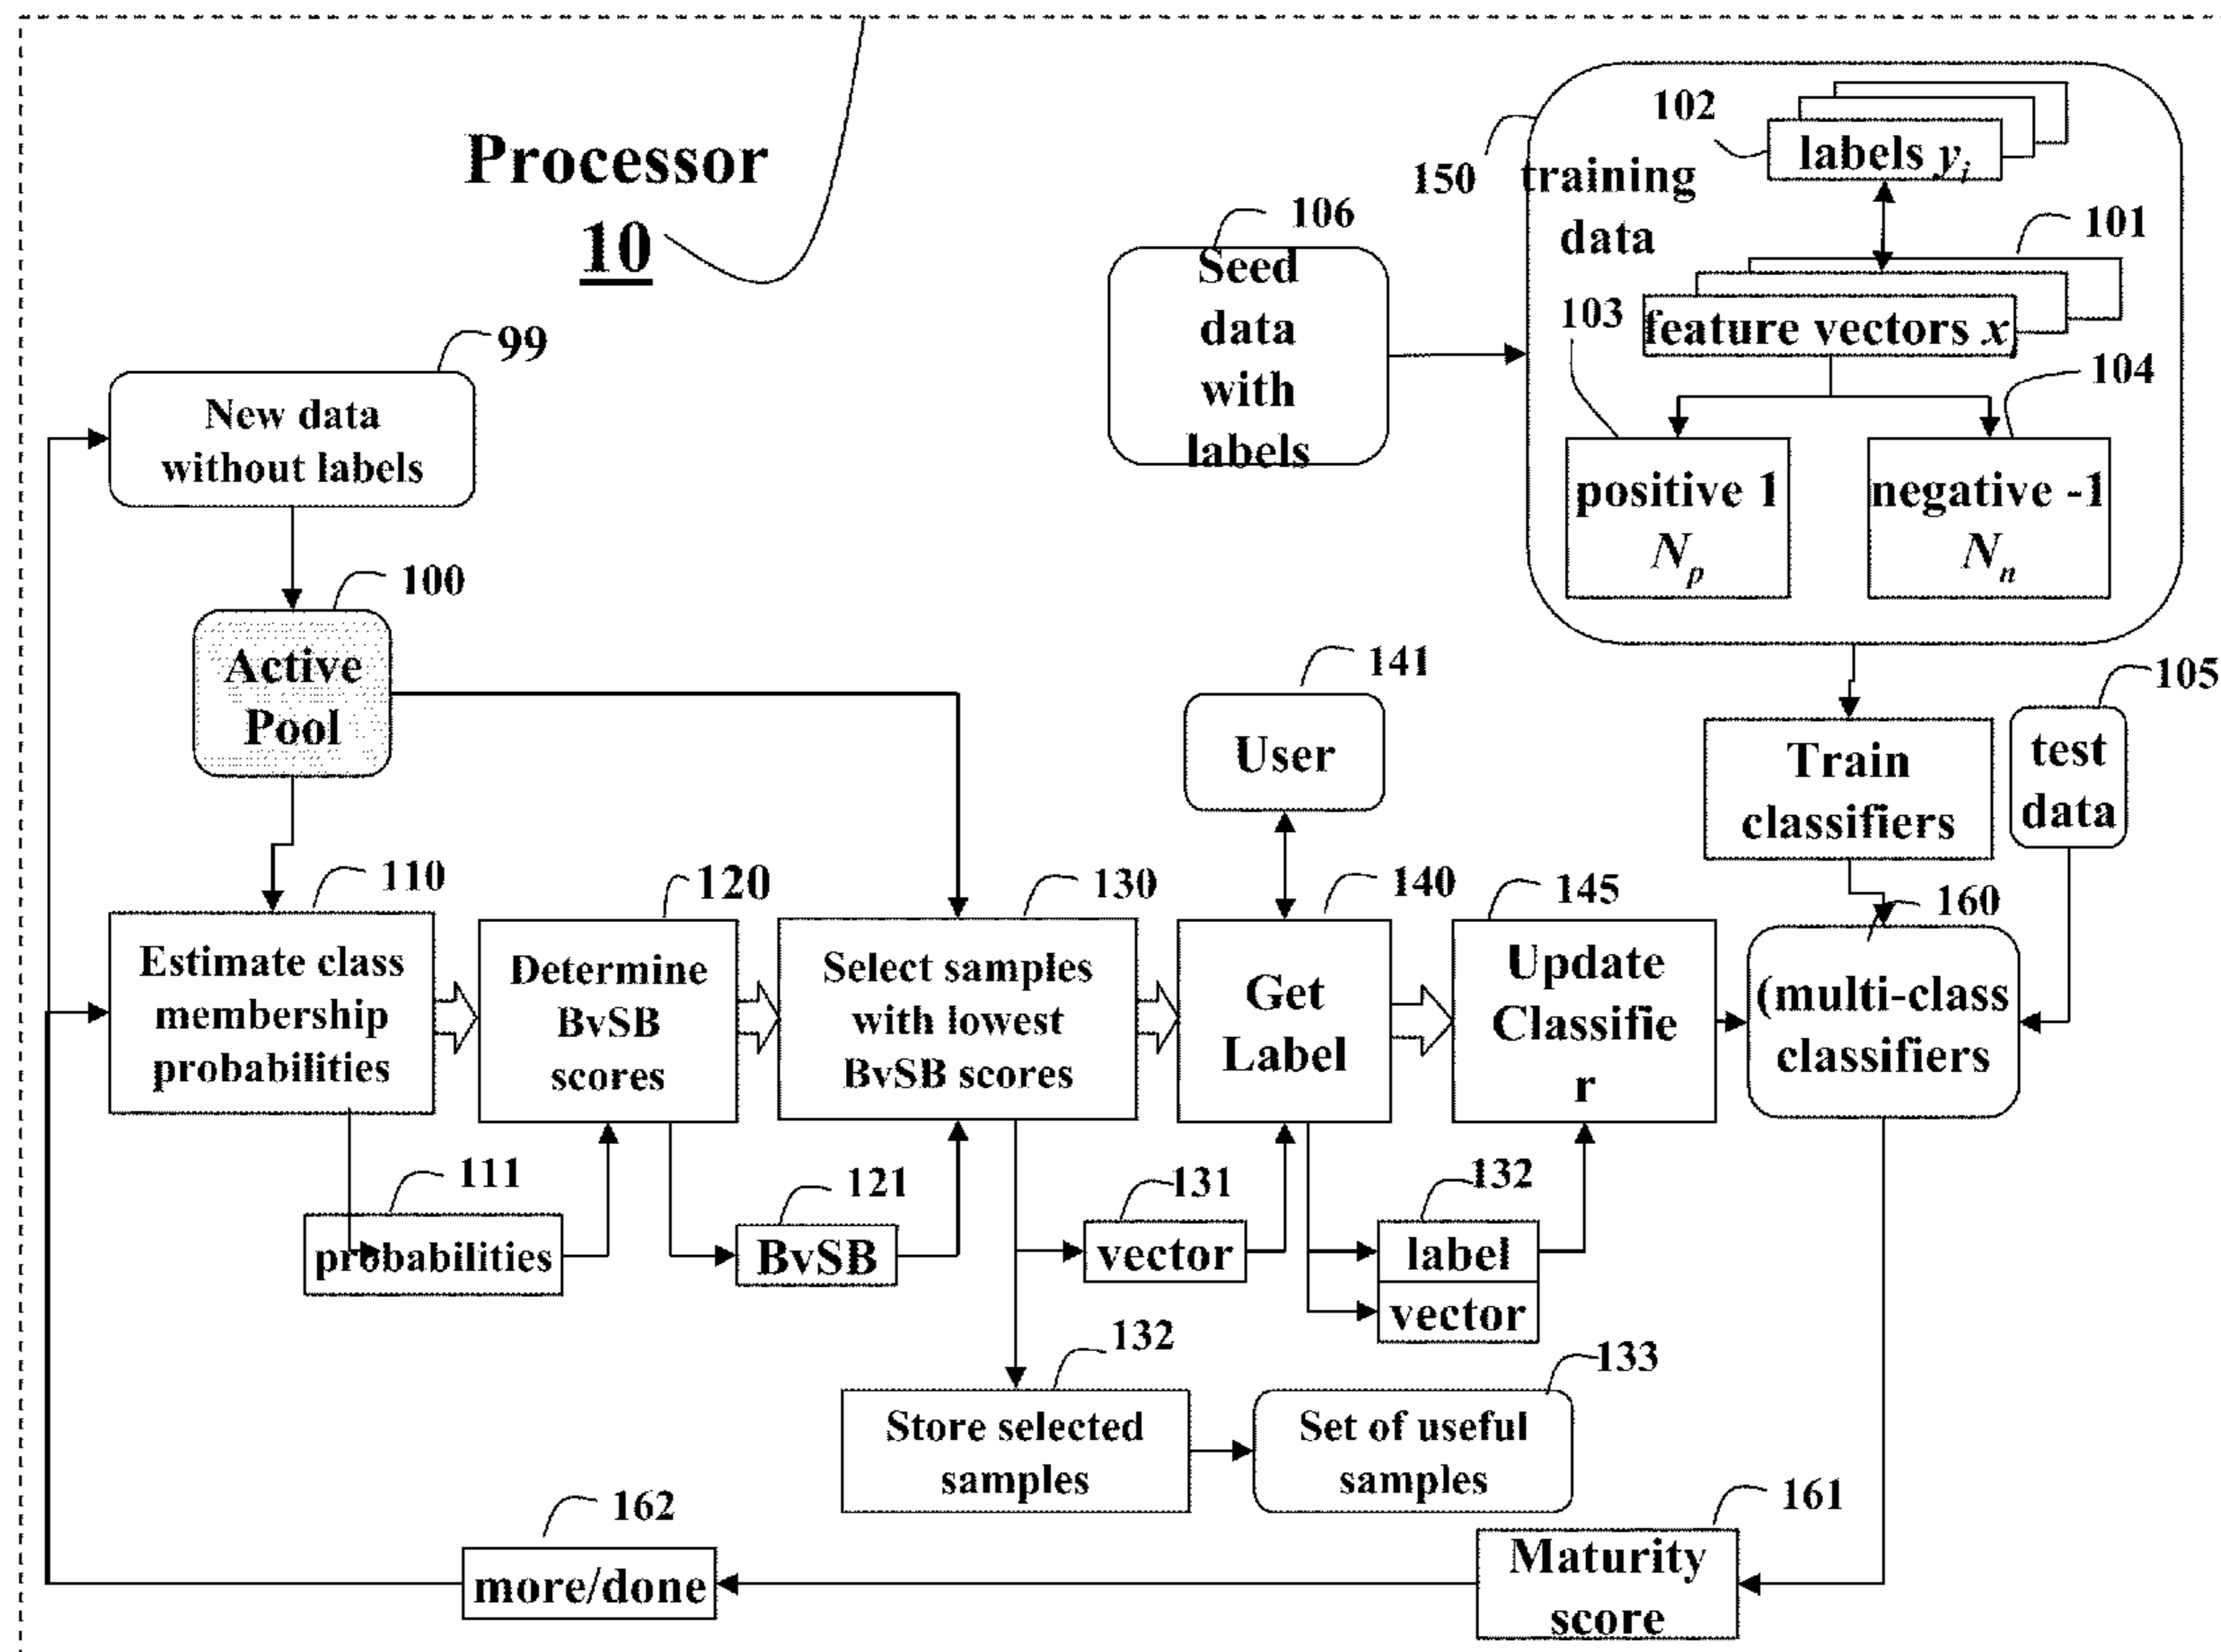 Processor
10
102
labels yi
150
training
data
101
106
Seed
data
with
labels
103
feature vectors x
104
positive 1
Np
negative -1
Nn
99
New data
without labels
100
Active
Pool
141
User
105
test
data
Train
classifiers
110
Estimate class
membership
probabilities
120
Determine
BvSB
scores
130
Select samples
with lowest
BvSB scores
140
Get
Label
145
Update
Classifie
r
160
(multi-class
classifiers
111
probabilities
121
BvSB
131
vector
132
label
vector
132
Store selected
samples
133
Set of useful
samples
162
more/done
161
Maturity
score